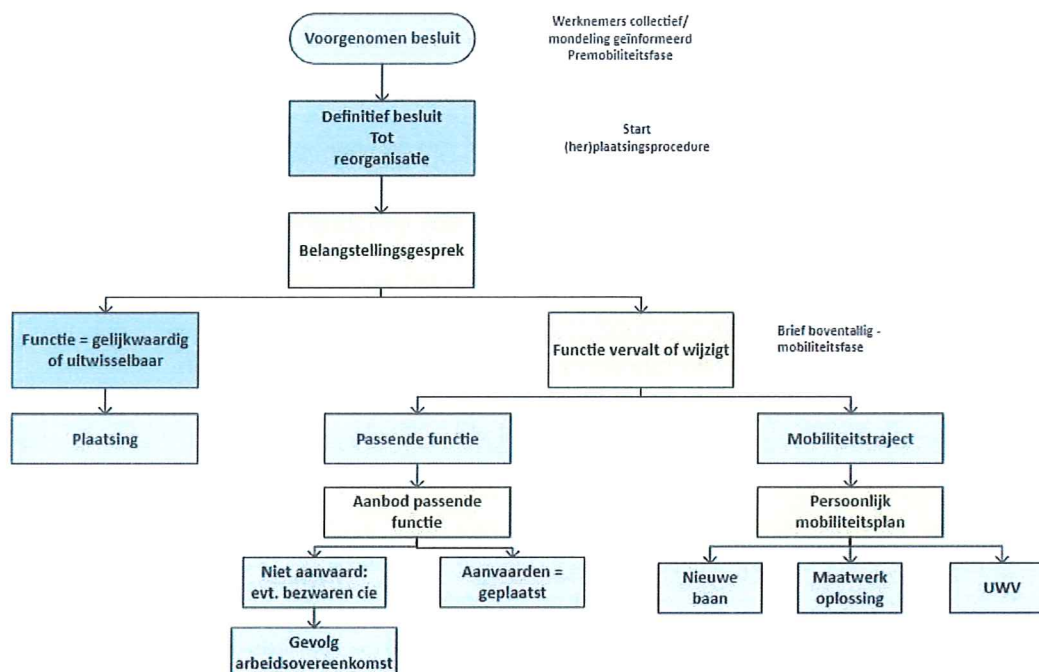 Voorgenomen besluit
Werknemers collectief/
mondeling geïnformeerd
Premobiliteitsfase
Definitief besluit
Tot
reorganisatie
Start
(her)plaatsingsprocedure
Belangstellingsgesprek
Functie = gelijkwaardig
of uitwisselbaar
Functie vervalt of wijzigt
Brief boventallig -
mobiliteitsfase
Plaatsing
Passende functie
Mobiliteitstraject
Aanbod passende
functie
Persoonlijk
mobiliteitsplan
Niet aanvaard:
evt. bezwaren cie
Aanvaarden =
geplaatst
Nieuwe
baan
Maatwerk
oplossing
UWV
Gevolg
arbeidsovereenkomst